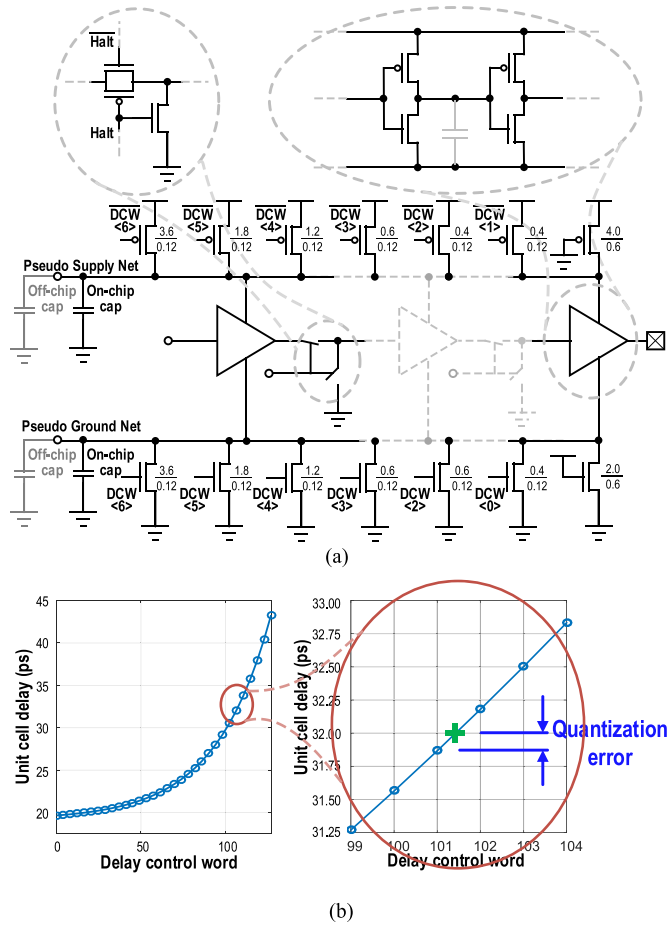 Halt
Halt
DCW DCW DCW DCW DCW DCW
<6> <5> <4> <3> <2> <1>
3.6 1.8 1.2 0.6 0.4 0.4 4.0
0.12 0.12 0.12 0.12 0.12 0.12 0.6
Pseudo Supply Net
Off-chip On-chip
cap cap
Pseudo Ground Net
Off-chip On-chip
cap cap
3.6 1.8 1.2 0.6 0.6 0.4 2.0
0.12 0.12 0.12 0.12 0.12 0.12 0.6
DCW DCW DCW DCW DCW DCW
<6> <5> <4> <3> <2> <0>
(a)
Unit cell delay (ps)
45
40
35
30
25
20
0 50 100
Delay control word
Unit cell delay (ps)
33.00
32.75
32.50
32.25
32.00
31.75
31.50
31.25
99 100 101 102 103 104
Delay control word
Quantization
error
(b)